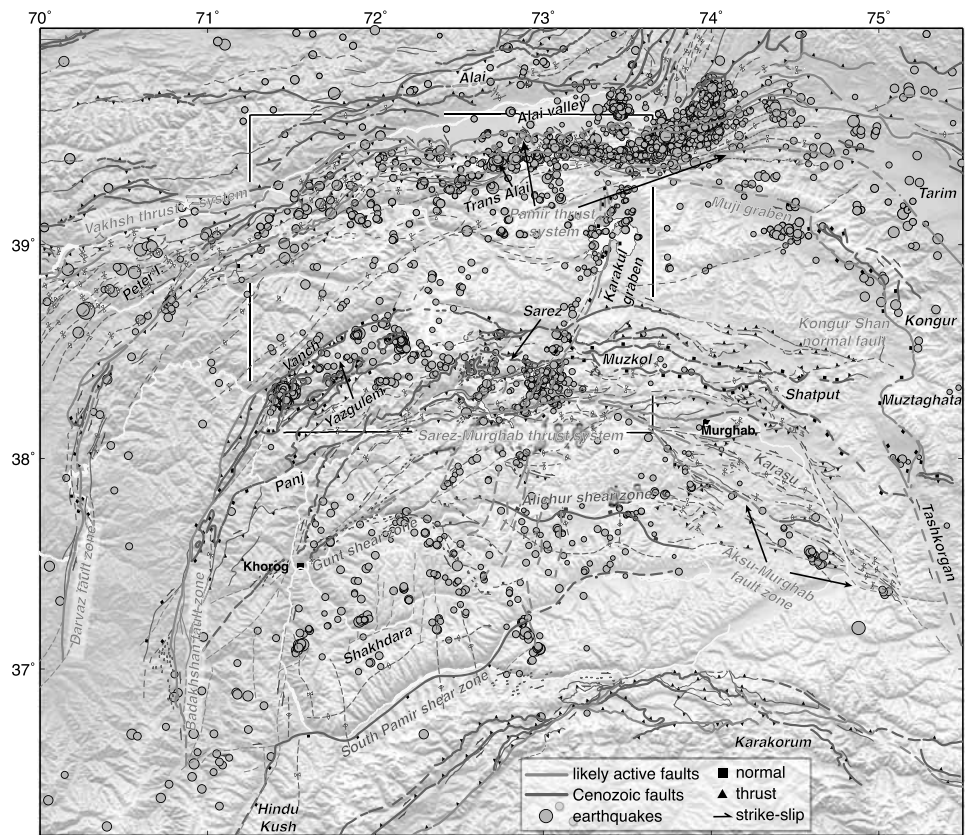 70˚ 71˚ 72˚ 73˚ 74˚ 75˚
Alai
Alai valley
Vakhsh thrust system
Trans Alai
Pamir thrust
system
Muji graben
Tarim
39˚
Peter I.
Karakul
graben
Sarez
Kongur
Kongur Shan
normal fault
Vanch
Muzkol
Yazgulem
Shatput
Muztaghata
Murghab
Sarez-Murghab thrust system
38˚
Karasu
Panj
Alichur shear zone
Gunt shear zone
Khorog
Tashkorgan
Aksu-Murghab
fault zone
Darvaz fault zone
Badakhshan fault zone
Shakhdara
37˚
South Pamir shear zone
Karakorum
Hindu
Kush
likely active faults
Cenozoic faults
earthquakes
normal
thrust
strike-slip